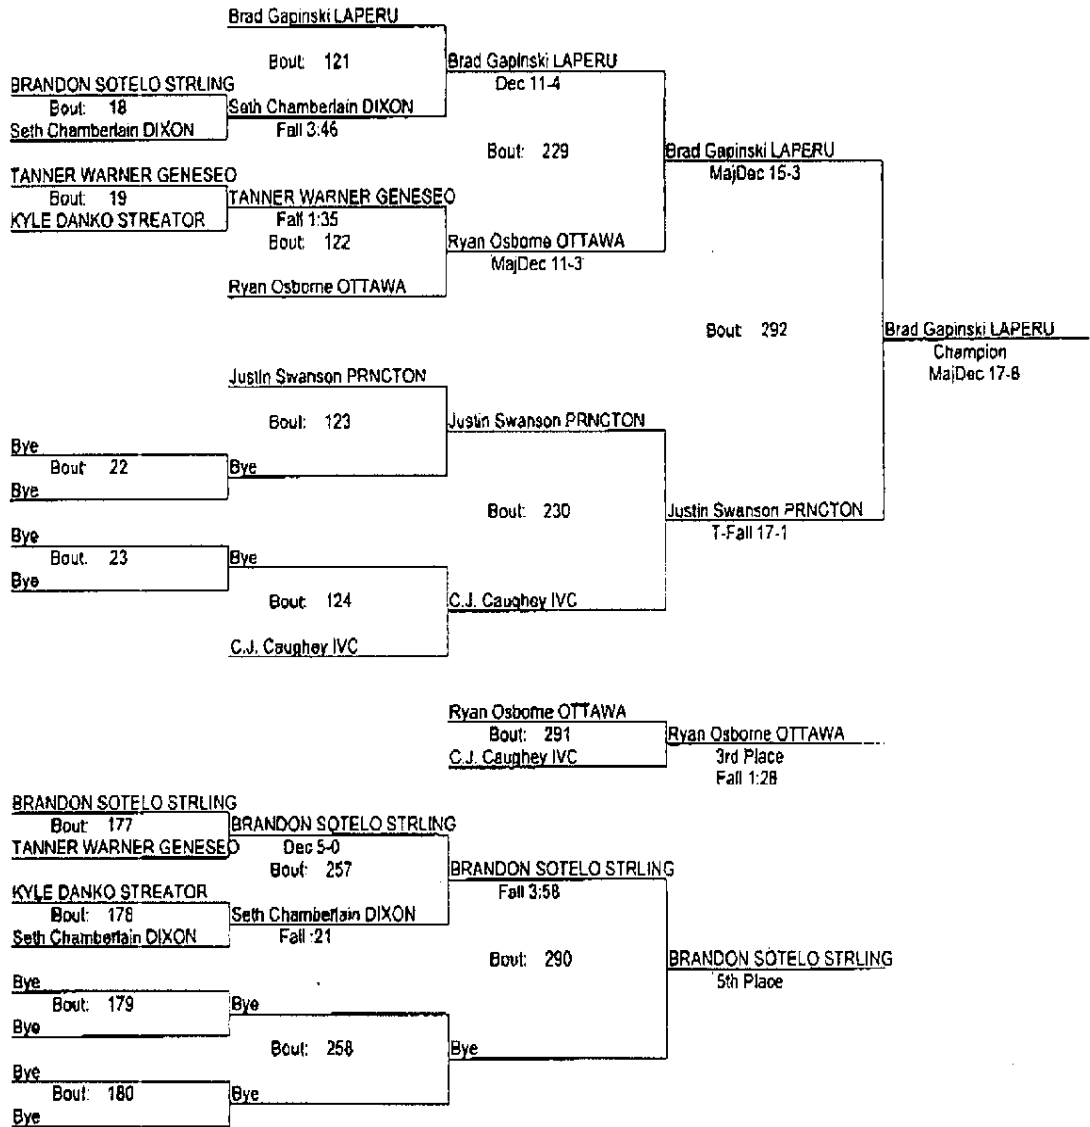 Brad Gapinski LAPERU
Bout: 121
Brad Gapinski LAPERU
Dec 11-4
BRANDON SOTELO STRLING
Bout: 18
Seth Chamberlain DIXON
Seth Chamberlain DIXON
Fall 3:46
Bout: 229
Brad Gapinski LAPERU
MajDec 15-3
TANNER WARNER GENESEO
Bout: 19
KYLE DANKO STREATOR
TANNER WARNER GENESEO
Fall 1:35
Bout: 122
Ryan Osborne OTTAWA
MajDec 11-3
Ryan Osborne OTTAWA
Bout: 292
Brad Gapinski LAPERU
Champion
MajDec 17-8
Justin Swanson PRNCTON
Bout: 123
Justin Swanson PRNCTON
Bye
Bout: 22
Bye
Bye
Bout: 230
Justin Swanson PRNCTON
T-Fall 17-1
Bye
Bout: 23
Bye
Bye
Bout: 124
C.J. Caughey IVC
C.J. Caughey IVC
Ryan Osborne OTTAWA
Bout: 291
C.J. Caughey IVC
Ryan Osborne OTTAWA
3rd Place
Fall 1:28
BRANDON SOTELO STRLING
Bout: 177
TANNER WARNER GENESEO
BRANDON SOTELO STRLING
Dec 5-0
Bout: 257
BRANDON SOTELO STRLING
Fall 3:58
KYLE DANKO STREATOR
Bout: 178
Seth Chamberlain DIXON
Seth Chamberlain DIXON
Fall :21
Bout: 290
BRANDON SOTELO STRLING
5th Place
Bye
Bout: 179
Bye
Bye
Bout: 258
Bye
Bye
Bout: 180
Bye
Bye